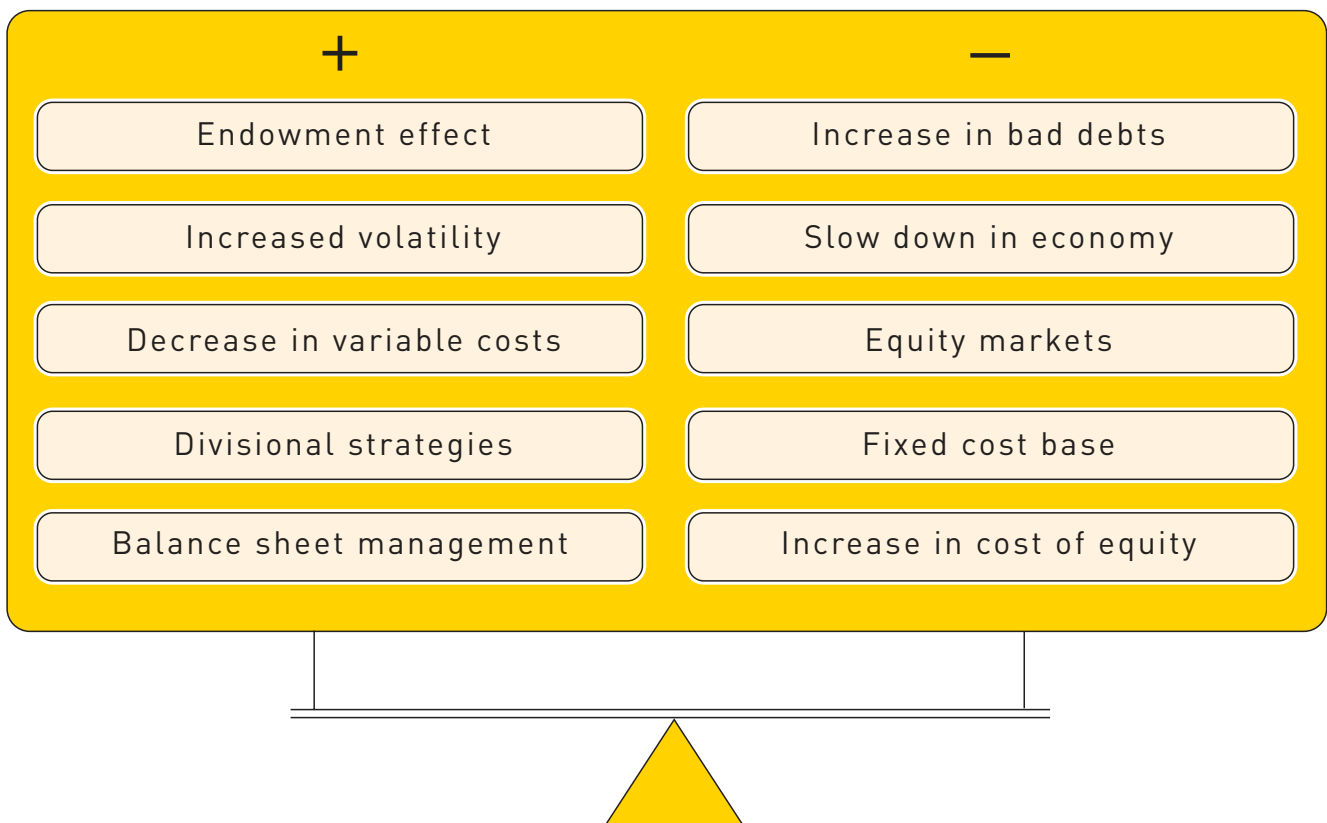 +
–
Endowment effect
Increase in bad debts
Increased volatility
Slow down in economy
Decrease in variable costs
Equity markets
Divisional strategies
Fixed cost base
Balance sheet management
Increase in cost of equity